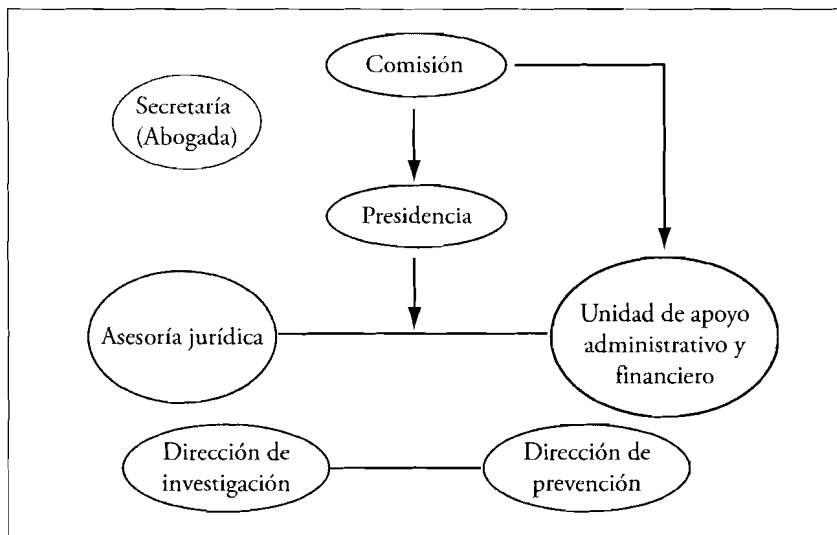 Comisión
Secretaría
(Abogada)
Presidencia
Asesoría jurídica
Unidad de apoyo
administrativo y
financiero
Dirección de
investigación
Dirección de
prevención